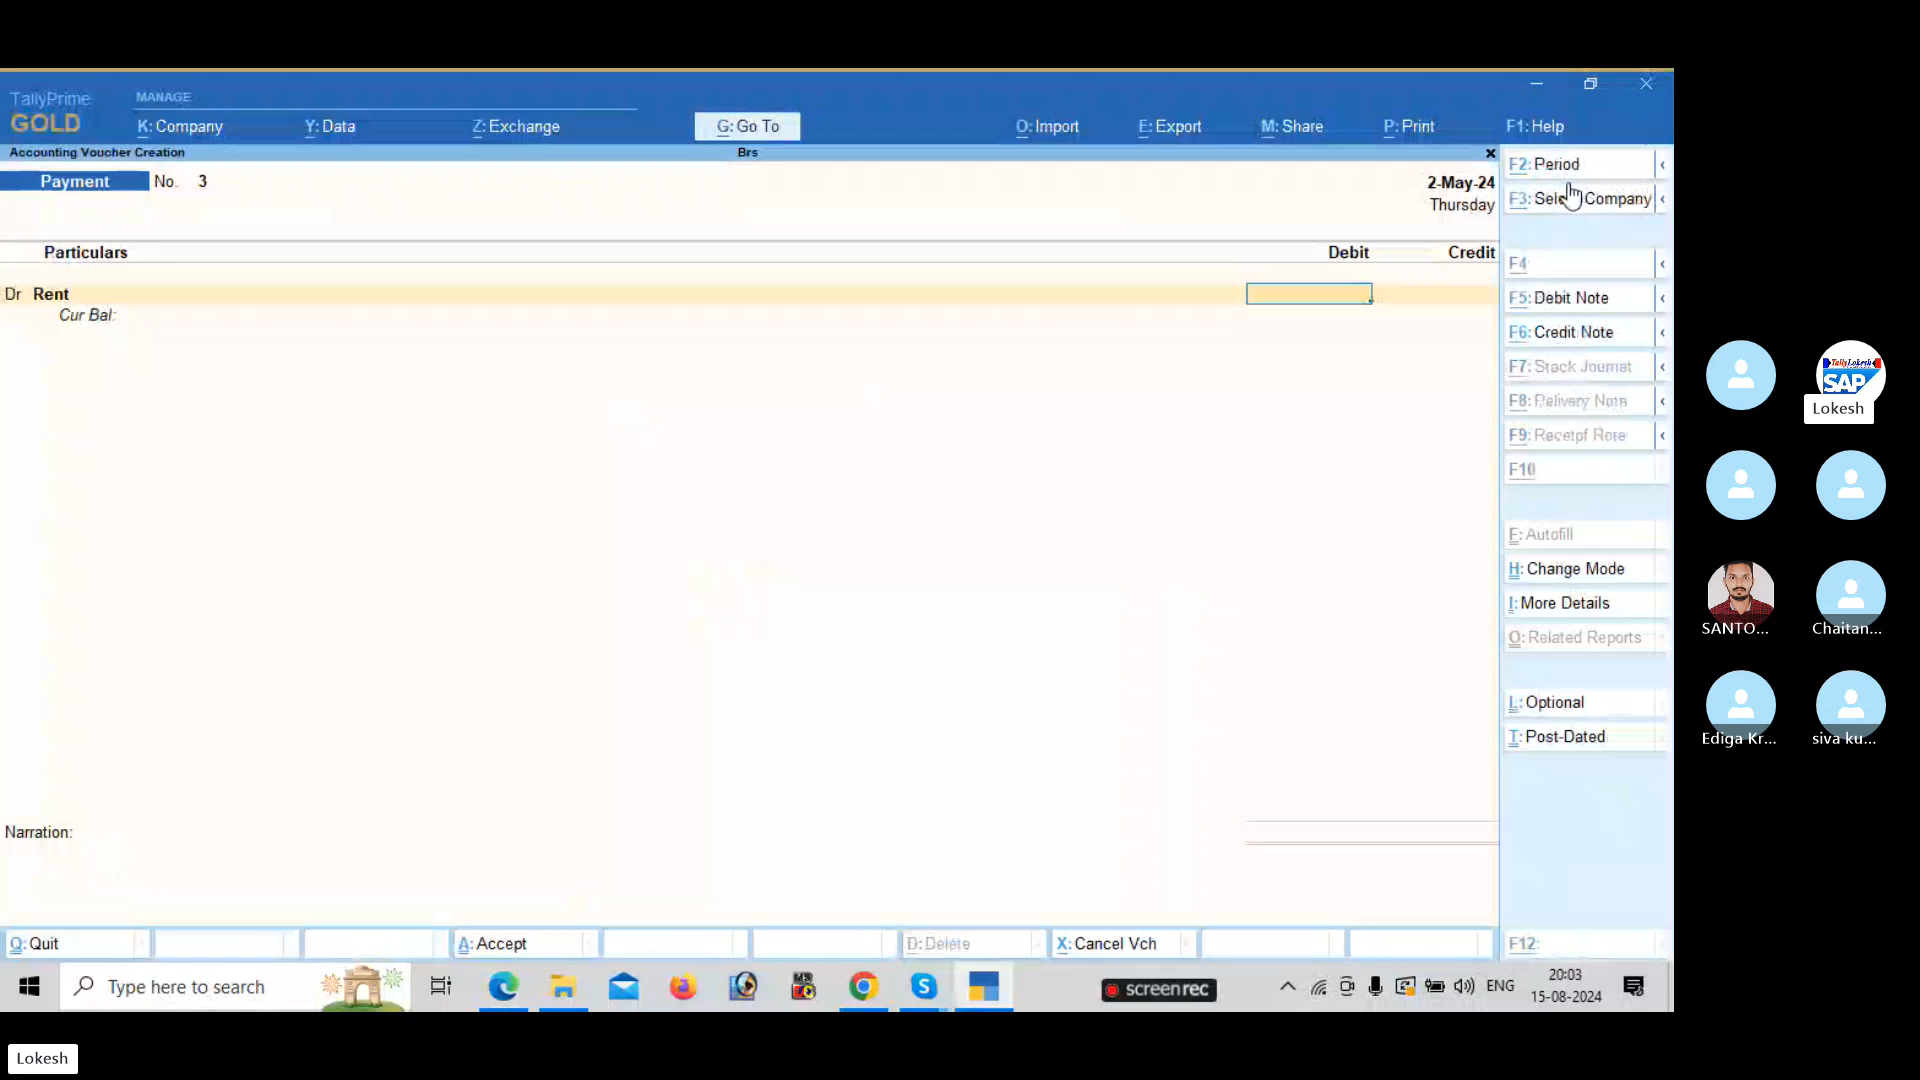 TallyPrime
GOLD
MANAGE
K: Company
Y: Data
Z: Exchange
G: Go To
O: Import
E: Export
M: Share
P: Print
F1: Help
Accounting Voucher Creation
Brs
Payment No. 3
2-May-24
Thursday
Particulars Debit Credit
Dr Rent
Cur Bal:
Narration:
F2: Period
F3: Company
F4
F5: Debit Note
F6: Credit Note
F7: Stock Journal
F8: Delivery Note
F9: Receipt Note
F10
F: Autofill
H: Change Mode
I: More Details
O: Related Reports
L: Optional
T: Post-Dated
Q: Quit
A: Accept
D: Delete
X: Cancel Vch
F12:
Type here to search
screenrec
ENG
20:03
15-08-2024
SAP
Lokesh
SANTO...
Chaitan...
Ediga Kr...
siva ku...
Lokesh